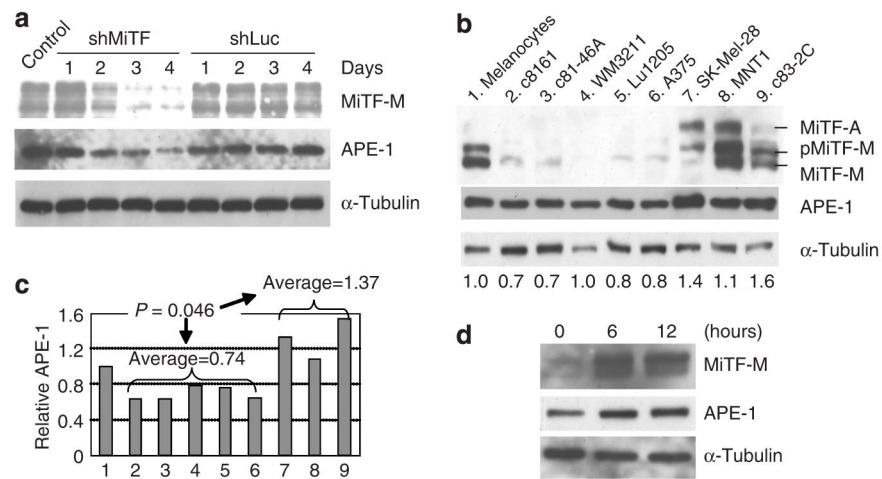 a
Control
shMiTF
shLuc
1 2 3 4 1 2 3 4 Days
MiTF-M
APE-1
α-Tubulin
b
1. Melanocytes
2. c8161
3. c81-46A
4. WM3211
5. Lu1205
6. A375
7. SK-Mel-28
8. MNT1
9. c83-2C
MiTF-A
pMiTF-M
MiTF-M
APE-1
α-Tubulin
1.0 0.7 0.7 1.0 0.8 0.8 1.4 1.1 1.6
c
Average=1.37
P = 0.046
Average=0.74
Relative APE-1
1.6
1.2
0.8
0.4
0
1 2 3 4 5 6 7 8 9
d
0 6 12 (hours)
MiTF-M
APE-1
α-Tubulin